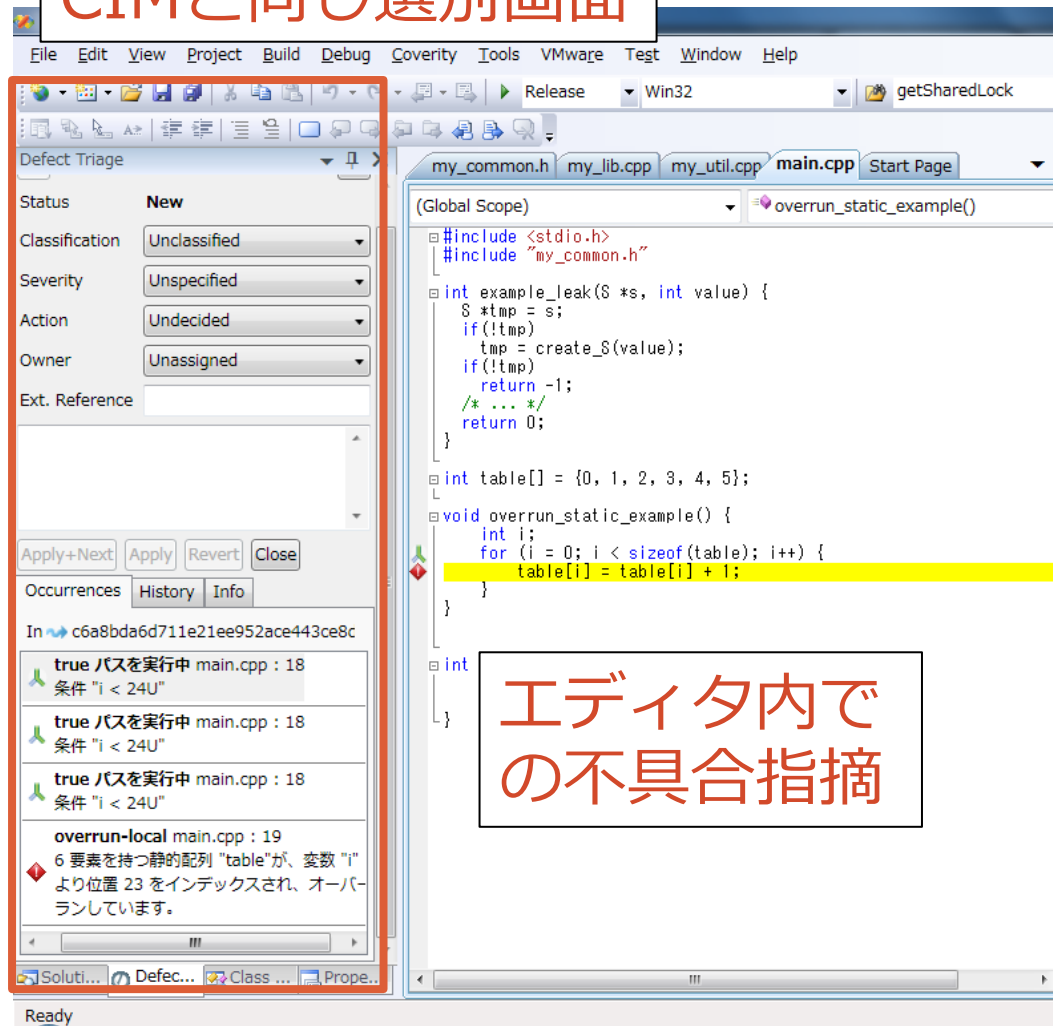 CIMと同じ選別画面
File Edit View Project Build Debug Coverity Tools VMware Test Window Help
Release Win32 getSharedLock
Defect Triage
Status New
Classification Unclassified
Severity Unspecified
Action Undecided
Owner Unassigned
Ext. Reference
Apply+Next Apply Revert Close
Occurrences History Info
In c6a8bda6d711e21ee952ace443ce8c
true パスを実行中 main.cpp : 18
条件 "i < 24U"
true パスを実行中 main.cpp : 18
条件 "i < 24U"
true パスを実行中 main.cpp : 18
条件 "i < 24U"
overrun-local main.cpp : 19
6 要素を持つ静的配列 "table"が、変数 "i"
より位置 23 をインデックスされ、オーバー
ランしています。
Soluti... Defec... Class ... Prope...
Ready
my_common.h my_lib.cpp my_util.cpp main.cpp Start Page
(Global Scope) overrun_static_example()
#include <stdio.h>
#include "my_common.h"
int example_leak(S *s, int value) {
S *tmp = s;
if(!tmp)
tmp = create_S(value);
if(!tmp)
return -1;
/* ... */
return 0;
}
int table[] = {0, 1, 2, 3, 4, 5};
void overrun_static_example() {
int i;
for (i = 0; i < sizeof(table); i++) {
table[i] = table[i] + 1;
}
}
int
}
エディタ内で
の不具合指摘